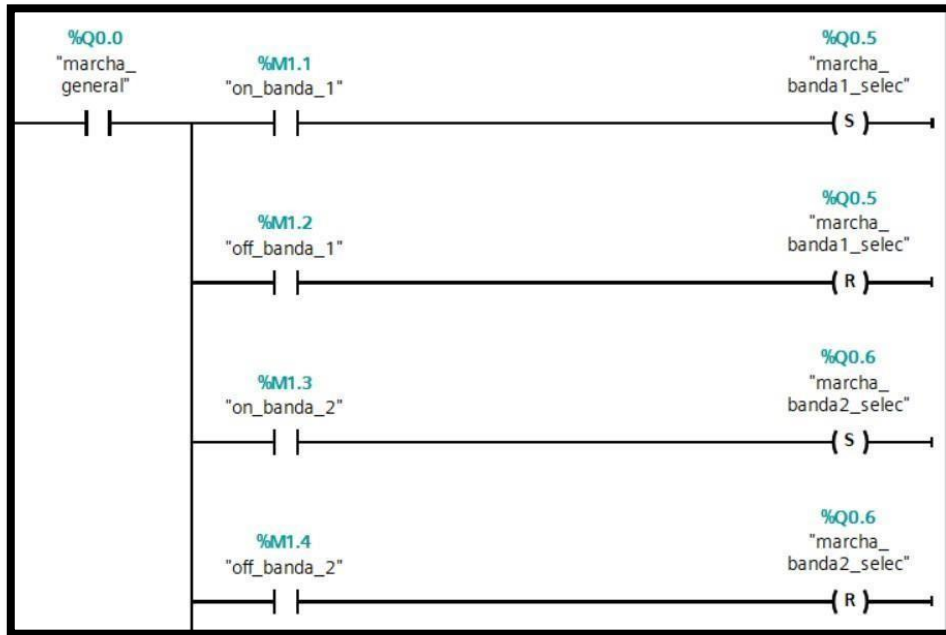 %Q0.0
"marcha_
general"
%M1.1
"on_banda_1"
%Q0.5
"marcha_
banda1_selec"
S
%M1.2
"off_banda_1"
%Q0.5
"marcha_
banda1_selec"
R
%M1.3
"on_banda_2"
%Q0.6
"marcha_
banda2_selec"
S
%M1.4
"off_banda_2"
%Q0.6
"marcha_
banda2_selec"
R